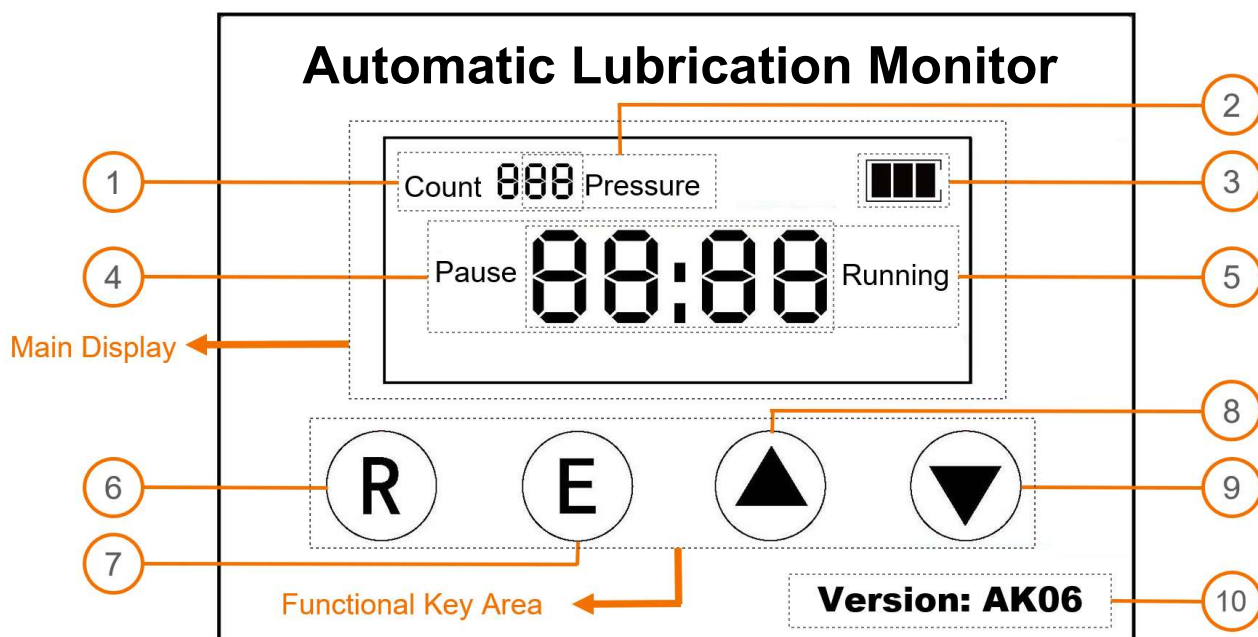 Automatic Lubrication Monitor
2
1
Count 888 Pressure
3
4
Pause 88:88 Running
5
Main Display
8
6
R E
9
7
Functional Key Area
Version: AK06
10